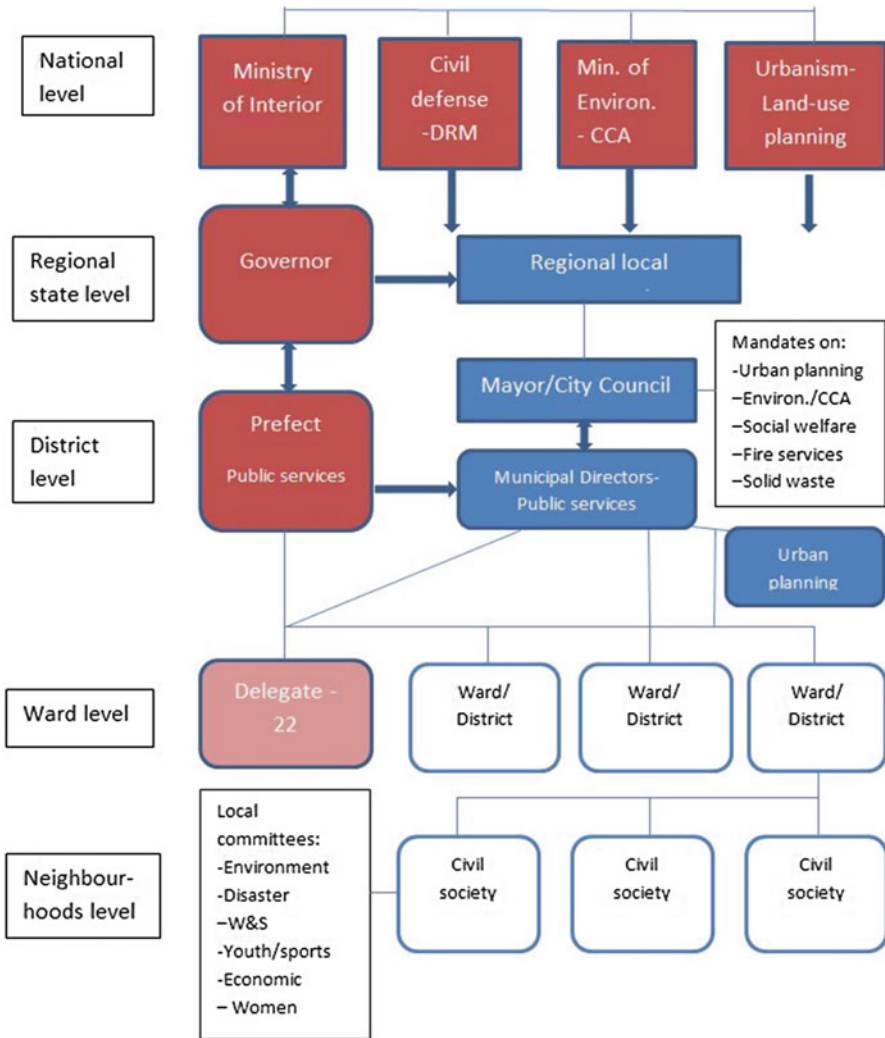 National
level
Ministry
of Interior
Civil
defense
-DRM
Min. of
Environ.
- CCA
Urbanism-
Land-use
planning
Regional
state level
Governor
Regional local
Mandates on:
-Urban planning
–Environ./CCA
–Social welfare
–Fire services
–Solid waste
Mayor/City Council
District
level
Prefect
Public services
Municipal Directors-
Public services
Urban
planning
Ward level
Delegate -
22
Ward/
District
Ward/
District
Ward/
District
Neighbour-
hoods level
Local
committees:
-Environment
-Disaster
–W&S
-Youth/sports
-Economic
– Women
Civil
society
Civil
society
Civil
society